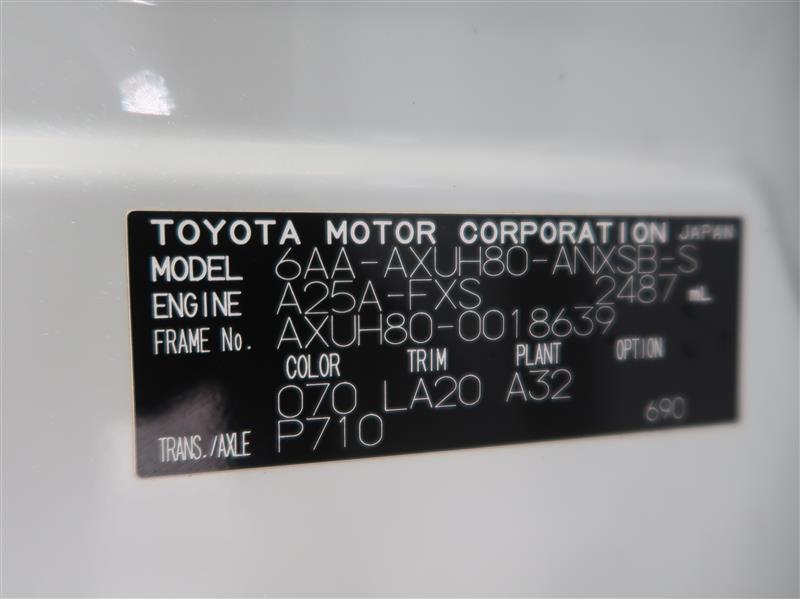 TOYOTA MOTOR CORPORATION JAPAN
MODEL 6AA-AXUH80-ANXSB-S
ENGINE A25A-FXS 2487 mL
FRAME No. AXUH80-0018639
COLOR TRIM PLANT OPTION
070 LA20 A32
TRANS./AXLE P710 690